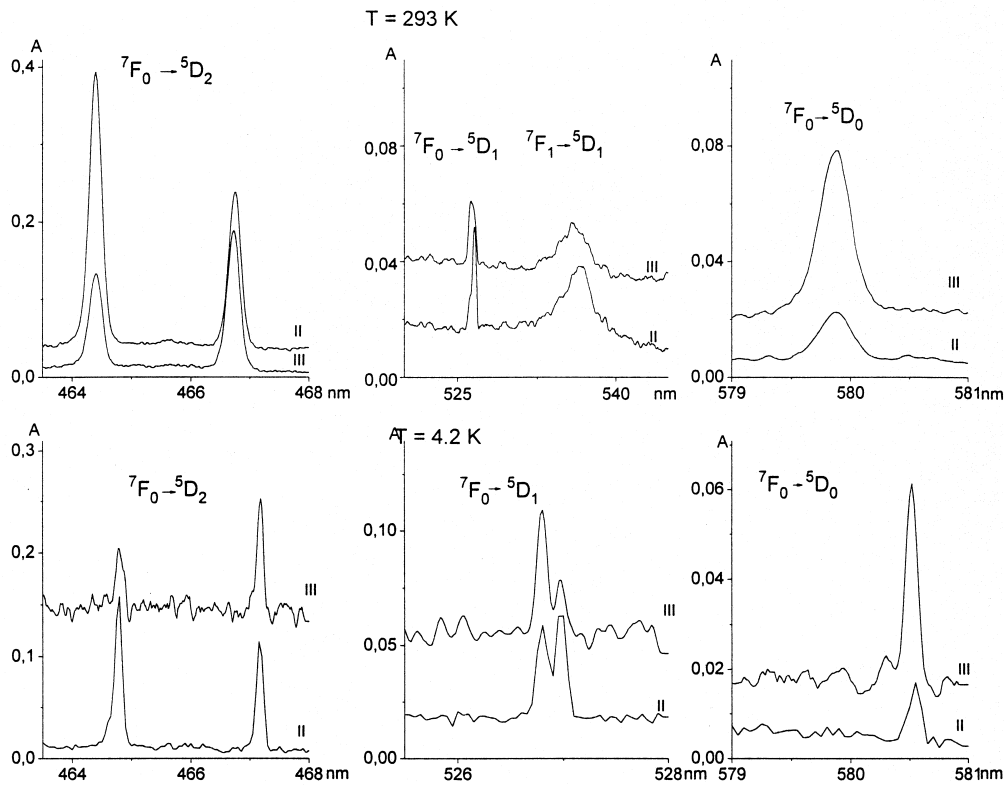 T = 293 K
A
⁷F₀ → ⁵D₂
0,4
0,2
0,0
II
III
464
466
468 nm
A
⁷F₀ → ⁵D₁
⁷F₁ → ⁵D₁
0,08
0,04
0,00
III
II
525
540
nm
A
⁷F₀ → ⁵D₀
0,08
0,04
0,00
III
II
579
580
581nm
T = 4.2 K
A
⁷F₀ → ⁵D₂
0,3
0,2
0,1
0,0
III
II
464
466
468 nm
A
⁷F₀ → ⁵D₁
0,10
0,05
0,00
III
II
526
528nm
A
⁷F₀ → ⁵D₀
0,06
0,04
0,02
0,00
III
II
579
580
581nm